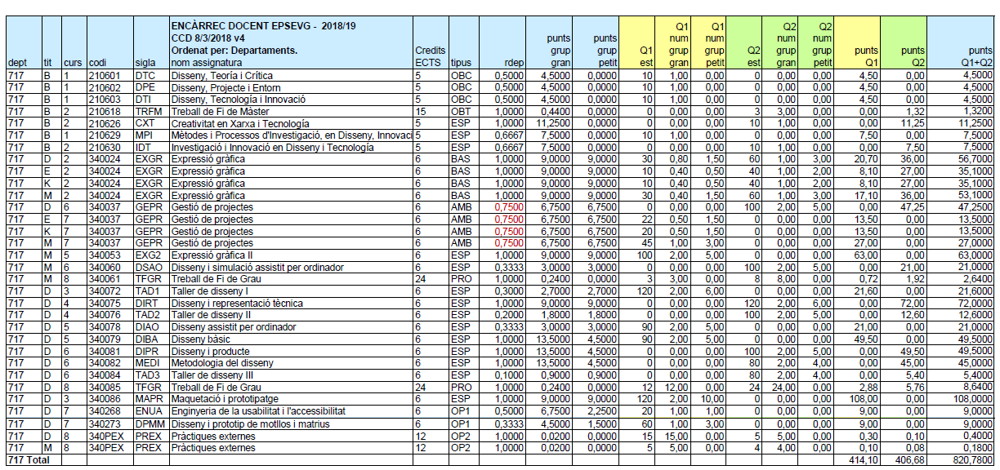 ENCÀRREC DOCENT EPSEVG - 2018/19
CCD 8/3/2018 v4
Ordenat per: Departaments.
dept tit curs codi sigla nom assignatura Credits ECTS tipus rdep punts grup gran punts grup petit Q1 est Q1 num grup gran Q1 num grup petit Q2 est Q2 num grup gran Q2 num grup petit punts Q1 punts Q2 punts Q1+Q2
717 B 1 210601 DTC Disseny, Teoría i Crítica 5 OBC 0,5000 4,5000 0,0000 10 1,00 0,00 0 0,00 0,00 4,50 0,00 4,5000
717 B 1 210602 DPE Disseny, Projecte i Entorn 5 OBC 0,5000 4,5000 0,0000 10 1,00 0,00 0 0,00 0,00 4,50 0,00 4,5000
717 B 1 210603 DTI Disseny, Tecnología i Innovació 5 OBC 0,5000 4,5000 0,0000 10 1,00 0,00 0 0,00 0,00 4,50 0,00 4,5000
717 B 2 210618 TRFM Treball de Fi de Màster 15 OBT 1,0000 0,4400 0,0000 0 0,00 0,00 3 3,00 0,00 0,00 1,32 1,3200
717 B 2 210626 CXT Creativitat en Xarxa i Tecnología 5 ESP 1,0000 11,2500 0,0000 0 0,00 0,00 10 1,00 0,00 0,00 11,25 11,2500
717 B 1 210629 MPI Mètodes i Processos d'Investigació, en Disseny, Innovaci 5 ESP 0,6667 7,5000 0,0000 10 1,00 0,00 0 0,00 0,00 7,50 0,00 7,5000
717 B 2 210630 IDT Investigació i Innovació en Disseny i Tecnología 5 ESP 0,6667 7,5000 0,0000 0 0,00 0,00 10 1,00 0,00 0,00 7,50 7,5000
717 D 2 340024 EXGR Expressió gràfica 6 BAS 1,0000 9,0000 9,0000 30 0,80 1,50 60 1,00 3,00 20,70 36,00 56,7000
717 E 2 340024 EXGR Expressió gràfica 6 BAS 1,0000 9,0000 9,0000 10 0,40 0,50 40 1,00 2,00 8,10 27,00 35,1000
717 K 2 340024 EXGR Expressió gràfica 6 BAS 1,0000 9,0000 9,0000 10 0,40 0,50 40 1,00 2,00 8,10 27,00 35,1000
717 M 2 340024 EXGR Expressió gràfica 6 BAS 1,0000 9,0000 9,0000 30 0,40 1,50 60 1,00 3,00 17,10 36,00 53,1000
717 D 6 340037 GEPR Gestió de projectes 6 AMB 0,7500 6,7500 6,7500 0 0,00 0,00 100 2,00 5,00 0,00 47,25 47,2500
717 E 7 340037 GEPR Gestió de projectes 6 AMB 0,7500 6,7500 6,7500 22 0,50 1,50 0 0,00 0,00 13,50 0,00 13,5000
717 K 7 340037 GEPR Gestió de projectes 6 AMB 0,7500 6,7500 6,7500 20 0,50 1,50 0 0,00 0,00 13,50 0,00 13,5000
717 M 7 340037 GEPR Gestió de projectes 6 AMB 0,7500 6,7500 6,7500 45 1,00 3,00 0 0,00 0,00 27,00 0,00 27,0000
717 M 5 340053 EXG2 Expressió gràfica II 6 ESP 1,0000 9,0000 9,0000 100 2,00 5,00 0 0,00 0,00 63,00 0,00 63,0000
717 M 6 340060 DSAO Disseny i simulació assistit per ordinador 6 ESP 0,3333 3,0000 3,0000 0 0,00 0,00 100 2,00 5,00 0,00 21,00 21,0000
717 M 8 340061 TFGR Treball de Fi de Grau 24 PRO 1,0000 0,2400 0,0000 3 3,00 0,00 8 8,00 0,00 0,72 1,92 2,6400
717 D 3 340072 TAD1 Taller de disseny I 6 ESP 0,3000 2,7000 2,7000 120 2,00 6,00 0 0,00 0,00 21,60 0,00 21,6000
717 D 4 340075 DIRT Disseny i representació tècnica 6 ESP 1,0000 9,0000 9,0000 0 0,00 0,00 120 2,00 6,00 0,00 72,00 72,0000
717 D 4 340076 TAD2 Taller de disseny II 6 ESP 0,2000 1,8000 1,8000 0 0,00 0,00 100 2,00 5,00 0,00 12,60 12,6000
717 D 5 340078 DIAO Disseny assistit per ordinador 6 ESP 0,3333 3,0000 3,0000 90 2,00 5,00 0 0,00 0,00 21,00 0,00 21,0000
717 D 5 340079 DIBA Disseny bàsic 6 ESP 1,0000 13,5000 4,5000 90 2,00 5,00 0 0,00 0,00 49,50 0,00 49,5000
717 D 6 340081 DIPR Disseny i producte 6 ESP 1,0000 13,5000 4,5000 0 0,00 0,00 100 2,00 5,00 0,00 49,50 49,5000
717 D 6 340082 MEDI Metodologia del disseny 6 ESP 1,0000 13,5000 4,5000 0 0,00 0,00 80 2,00 4,00 0,00 45,00 45,0000
717 D 6 340084 TAD3 Taller de disseny III 6 ESP 0,1000 0,9000 0,9000 0 0,00 0,00 80 2,00 4,00 0,00 5,40 5,4000
717 D 8 340085 TFGR Treball de Fi de Grau 24 PRO 1,0000 0,2400 0,0000 12 12,00 0,00 24 24,00 0,00 2,88 5,76 8,6400
717 D 3 340086 MAPR Maquetació i prototipatge 6 ESP 1,0000 9,0000 9,0000 120 2,00 10,00 0 0,00 0,00 108,00 0,00 108,0000
717 D 7 340268 ENUA Enginyeria de la usabilitat i l'accessibilitat 6 OP1 0,5000 6,7500 2,2500 20 1,00 1,00 0 0,00 0,00 9,00 0,00 9,0000
717 D 7 340273 DPMM Disseny i prototip de motllos i matrius 6 OP1 0,3333 4,5000 1,5000 60 1,00 3,00 0 0,00 0,00 9,00 0,00 9,0000
717 D 8 340PEX PREX Pràctiques externes 12 OP2 1,0000 0,0200 0,0000 15 15,00 0,00 5 5,00 0,00 0,30 0,10 0,4000
717 M 8 340PEX PREX Pràctiques externes 12 OP2 1,0000 0,0200 0,0000 5 5,00 0,00 4 4,00 0,00 0,10 0,08 0,1800
717 Total 414,10 406,68 820,7800